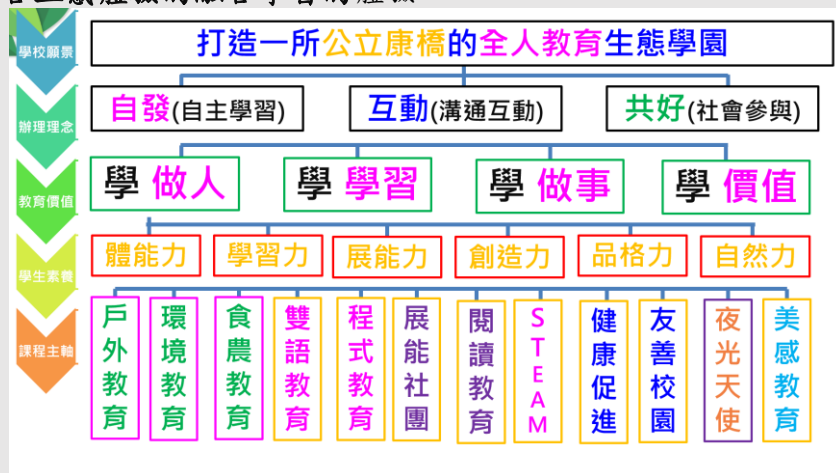 學校願景
打造一所公立康橋的全人教育生態學園
辦理理念
自發(自主學習)
互動(溝通互動)
共好(社會參與)
教育價值
學 做人
學 學習
學 做事
學 價值
學生素養
體能力
學習力
展能力
創造力
品格力
自然力
課程主軸
戶外教育
環境教育
食農教育
雙語教育
程式教育
展能社團
閱讀教育
STEAM
健康促進
友善校園
夜光天使
美感教育